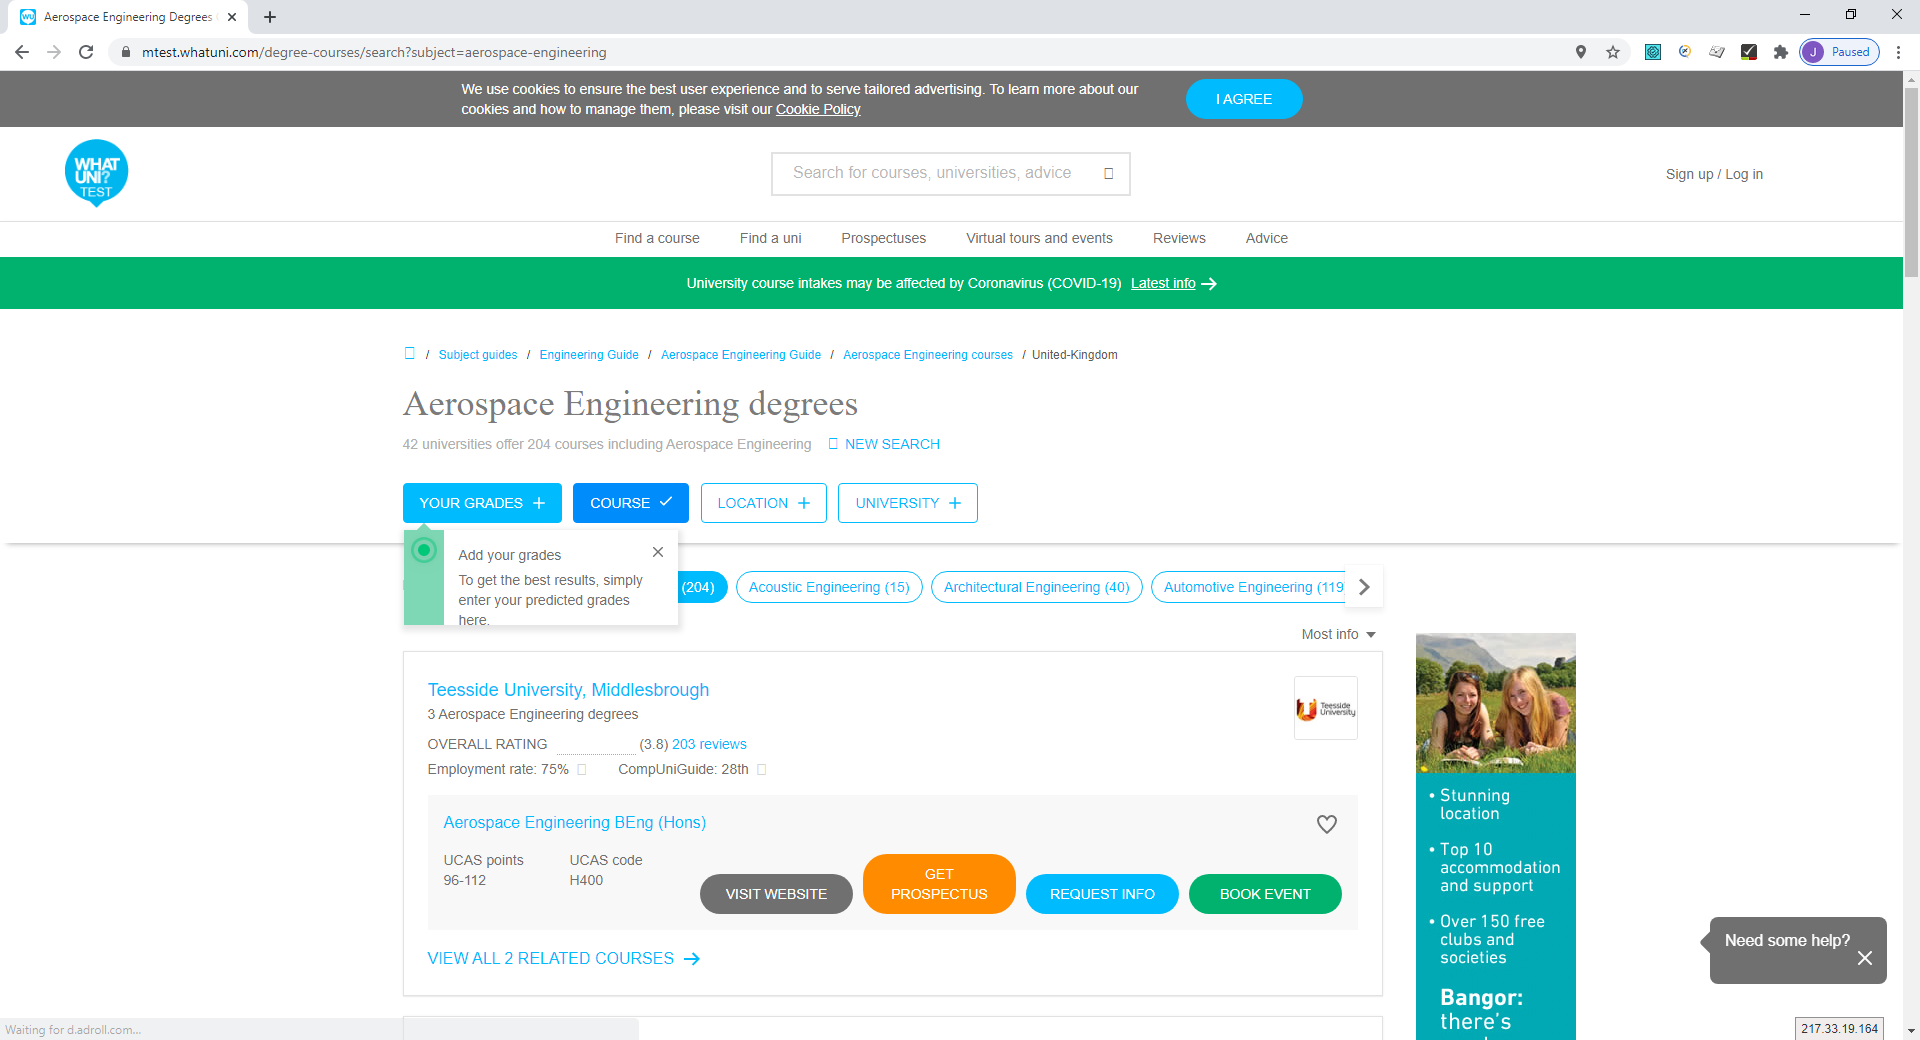 Aerospace Engineering Degrees
mtest.whatuni.com/degree-courses/search?subject=aerospace-engineering
J Paused
We use cookies to ensure the best user experience and to serve tailored advertising. To learn more about our
cookies and how to manage them, please visit our Cookie Policy
I AGREE
WHAT
UNI?
TEST
Search for courses, universities, advice
Sign up / Log in
Find a course Find a uni Prospectuses Virtual tours and events Reviews Advice
University course intakes may be affected by Coronavirus (COVID-19) Latest info
/ Subject guides / Engineering Guide / Aerospace Engineering Guide / Aerospace Engineering courses / United-Kingdom
Aerospace Engineering degrees
42 universities offer 204 courses including Aerospace Engineering NEW SEARCH
YOUR GRADES COURSE LOCATION UNIVERSITY
Add your grades
To get the best results, simply
enter your predicted grades
here.
(204) Acoustic Engineering (15) Architectural Engineering (40) Automotive Engineering (119
Most info
Teesside University, Middlesbrough
3 Aerospace Engineering degrees
OVERALL RATING (3.8) 203 reviews
Employment rate: 75% CompUniGuide: 28th
Teesside
University
Aerospace Engineering BEng (Hons)
UCAS points UCAS code
96-112 H400
VISIT WEBSITE
GET
PROSPECTUS
REQUEST INFO
BOOK EVENT
VIEW ALL 2 RELATED COURSES
• Stunning
location
• Top 10
accommodation
and support
• Over 150 free
clubs and
societies
Bangor:
there's
Need some help?
Waiting for d.adroll.com...
217.33.19.164